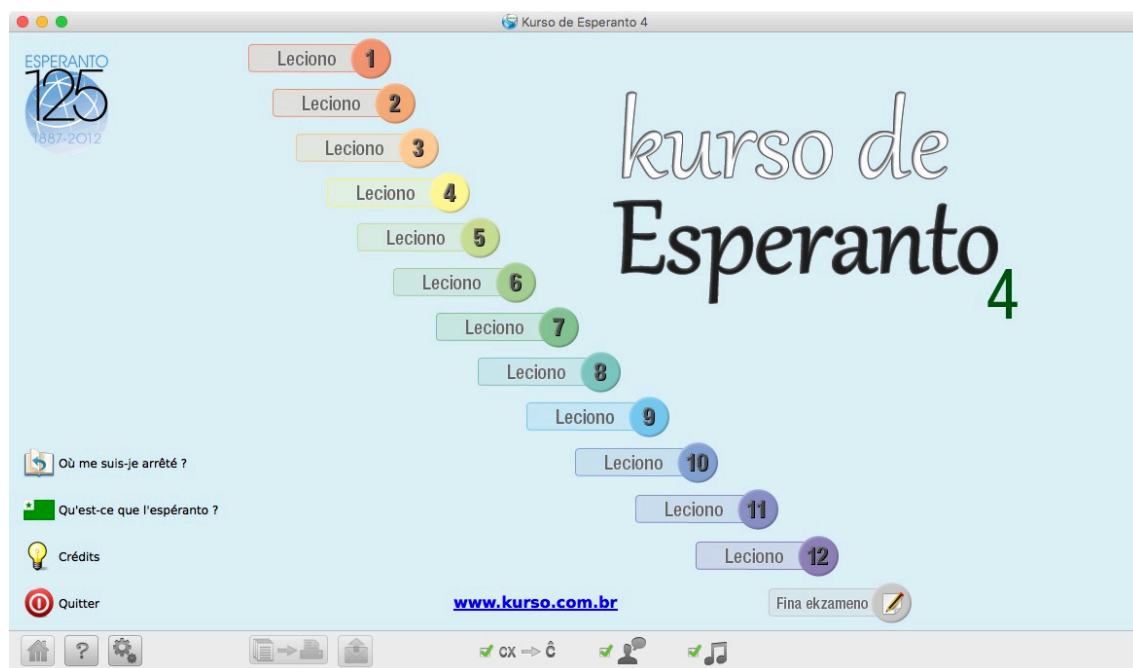 Kurso de Esperanto 4
ESPERANTO
125
1887-2012
Leciono 1
Leciono 2
Leciono 3
Leciono 4
Leciono 5
Leciono 6
Leciono 7
Leciono 8
Leciono 9
Leciono 10
Leciono 11
Leciono 12
Fina ekzameno
kurso de
Esperanto
4
Où me suis-je arrêté ?
Qu'est-ce que l'espéranto ?
Crédits
Quitter
www.kurso.com.br
?
cx → ĉ